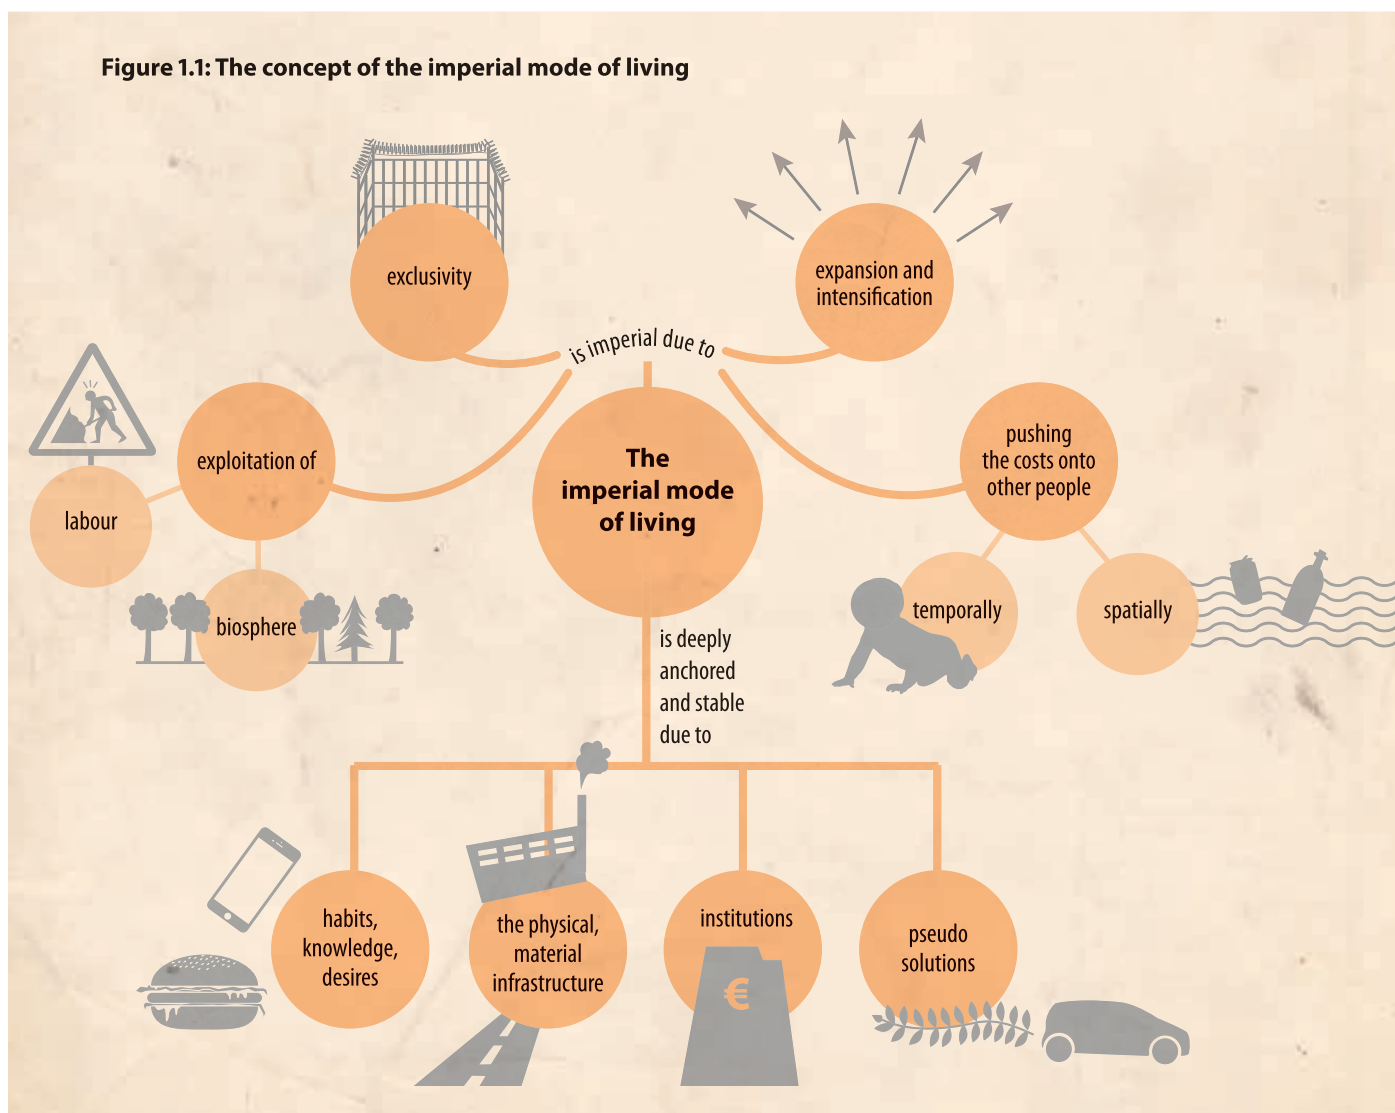 Figure 1.1: The concept of the imperial mode of living
exclusivity
expansion and
intensification
is imperial due to
exploitation of
labour
biosphere
The
imperial mode
of living
pushing
the costs onto
other people
temporally
spatially
is deeply
anchored
and stable
due to
habits,
knowledge,
desires
the physical,
material
infrastructure
institutions
€
pseudo
solutions